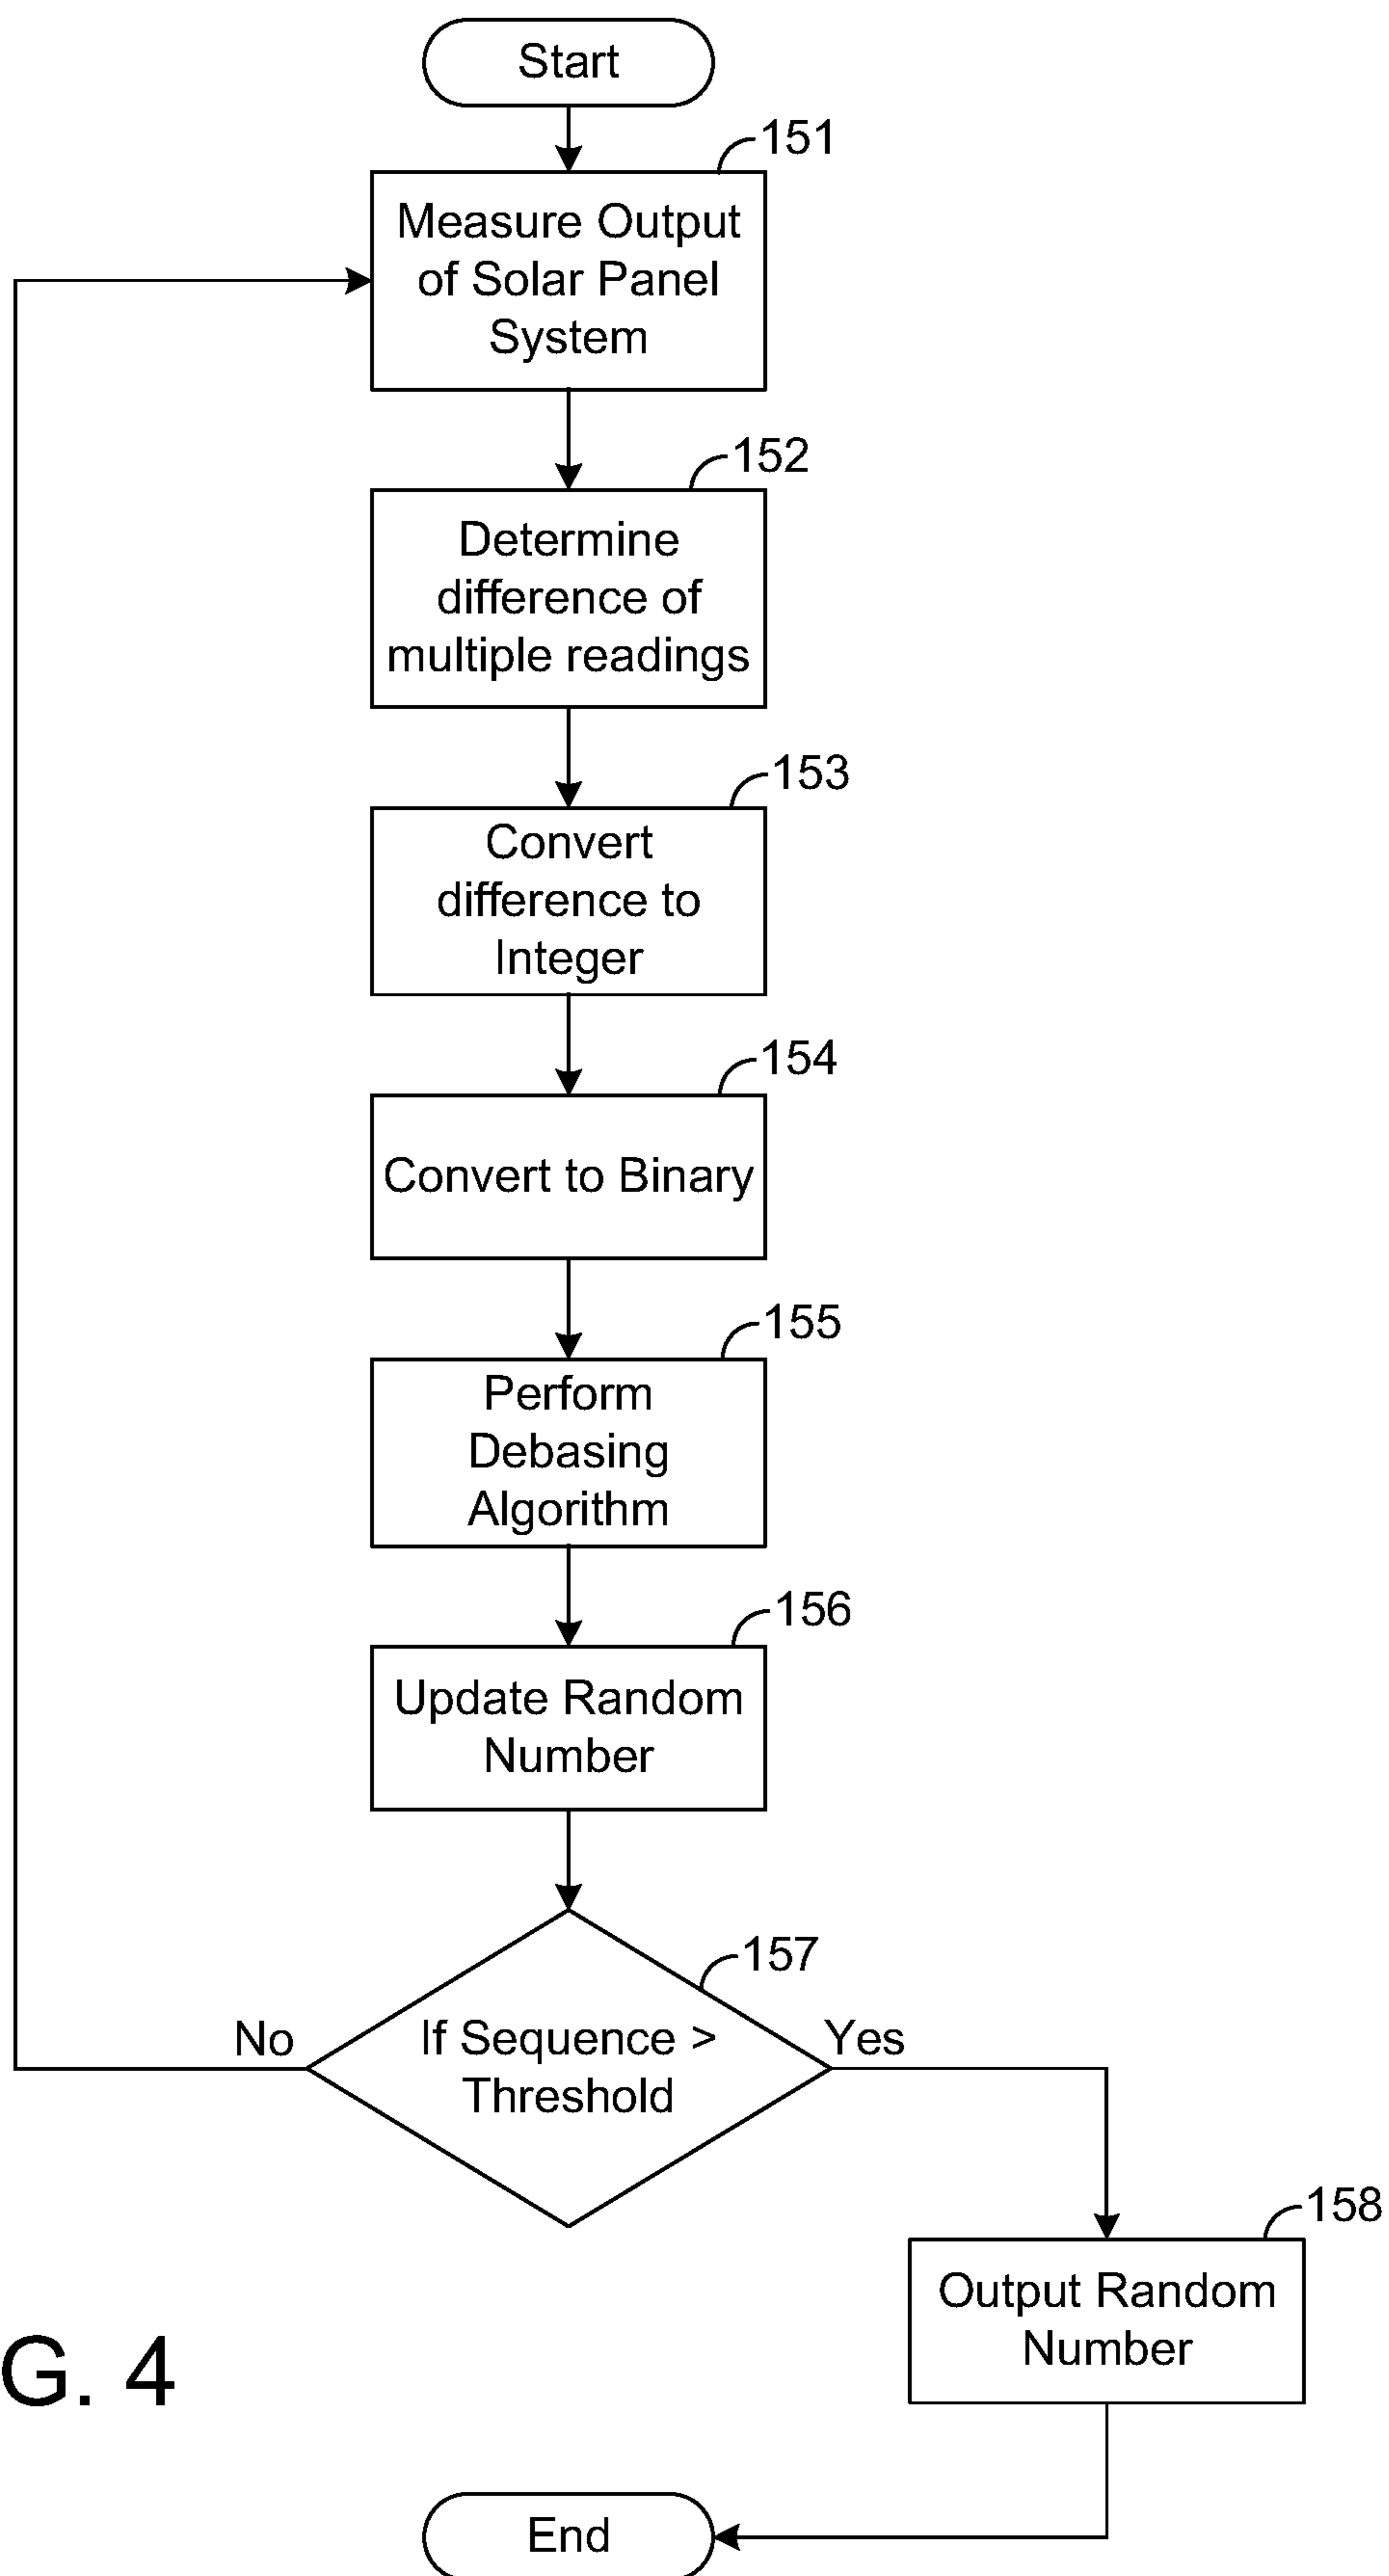 Start
151
Measure Output
of Solar Panel
System
152
Determine
difference of
multiple readings
153
Convert
difference to
Integer
154
Convert to Binary
155
Perform
Debasing
Algorithm
156
Update Random
Number
157
No
If Sequence >
Threshold
Yes
158
Output Random
Number
G. 4
End